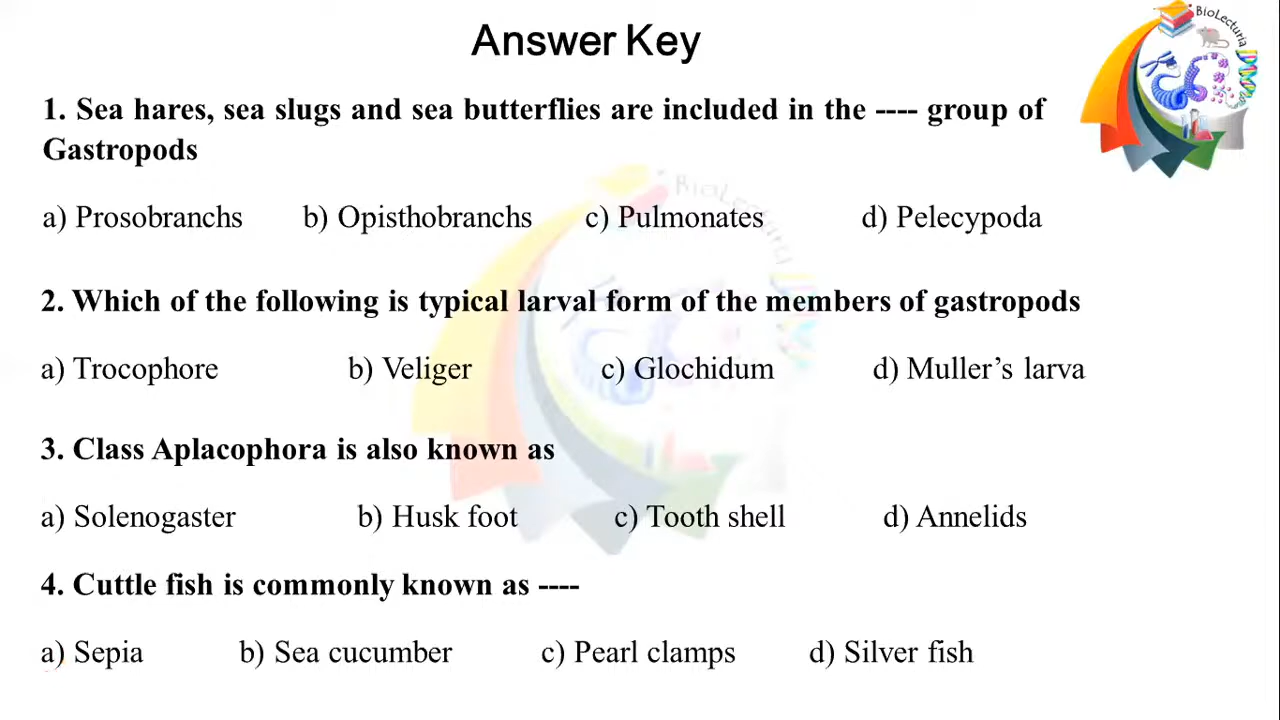 Answer Key
BioLecturia
1. Sea hares, sea slugs and sea butterflies are included in the ---- group of
Gastropods
a) Prosobranchs b) Opisthobranchs c) Pulmonates d) Pelecypoda
2. Which of the following is typical larval form of the members of gastropods
a) Trocophore b) Veliger c) Glochidum d) Muller’s larva
3. Class Aplacophora is also known as
a) Solenogaster b) Husk foot c) Tooth shell d) Annelids
4. Cuttle fish is commonly known as ----
a) Sepia b) Sea cucumber c) Pearl clamps d) Silver fish
BioLecturia